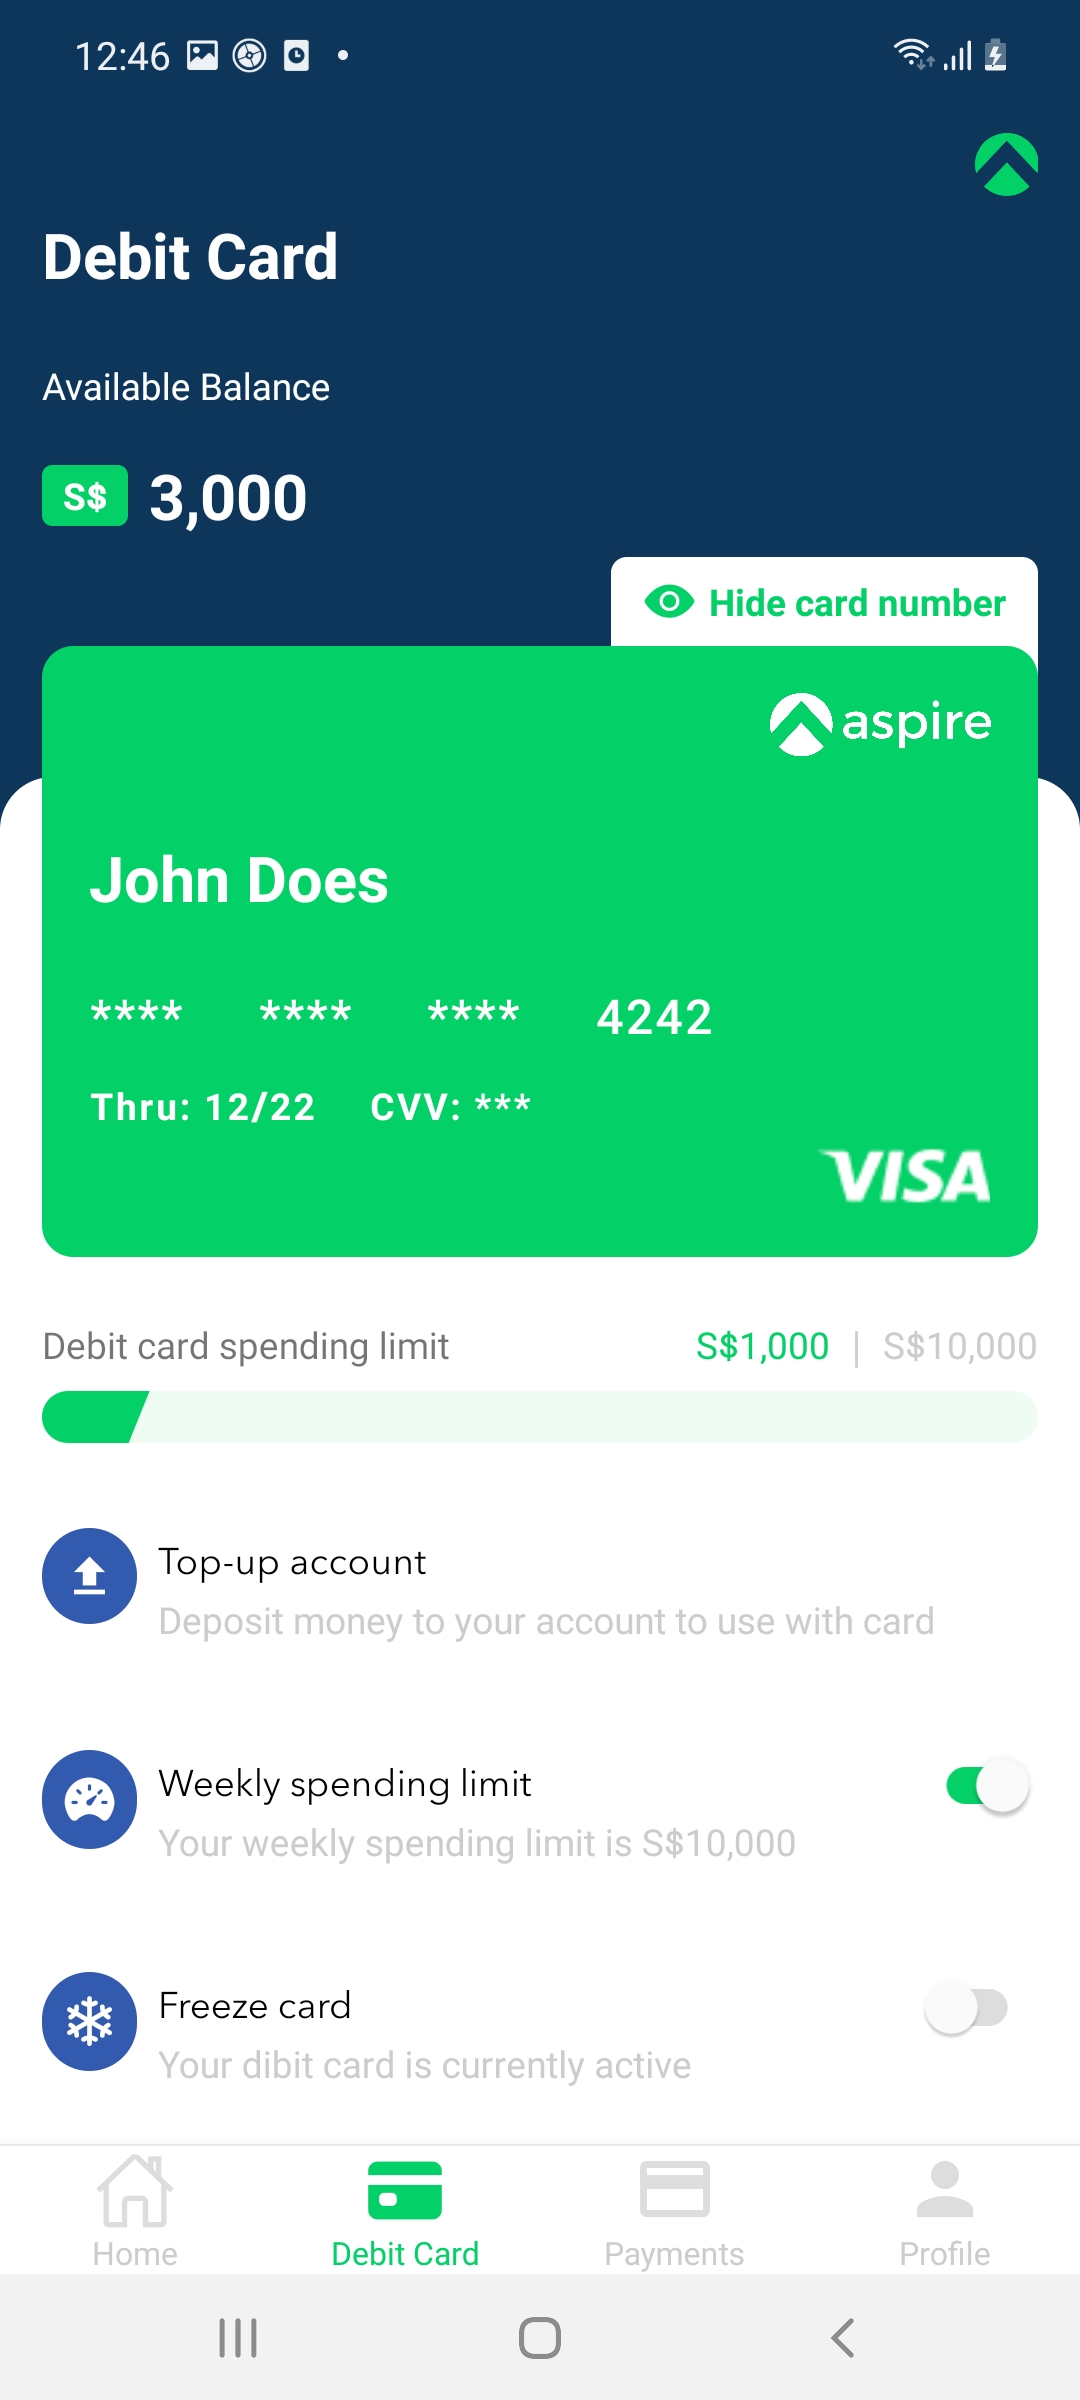 12:46
Debit Card
Available Balance
S$ 3,000
Hide card number
aspire
John Does
**** **** **** 4242
Thru: 12/22 CVV: ***
VISA
Debit card spending limit S$1,000 | S$10,000
Top-up account
Deposit money to your account to use with card
Weekly spending limit
Your weekly spending limit is S$10,000
Freeze card
Your dibit card is currently active
Home Debit Card Payments Profile